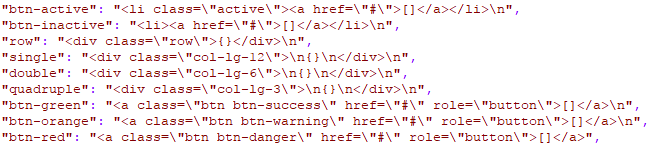 "btn-active": "<li class=\"active\"><a href=\"#\">[]</a></li>\n",
"btn-inactive": "<li><a href=\"#\">[]</a></li>\n",
"row": "<div class=\"row\">{}</div>\n",
"single": "<div class=\"col-lg-12\">\n{}\n</div>\n",
"double": "<div class=\"col-lg-6\">\n{}\n</div>\n",
"quadruple": "<div class=\"col-lg-3\">\n{}\n</div>\n",
"btn-green": "<a class=\"btn btn-success\" href=\"#\" role=\"button\">[]</a>\n",
"btn-orange": "<a class=\"btn btn-warning\" href=\"#\" role=\"button\">[]</a>\n",
"btn-red": "<a class=\"btn btn-danger\" href=\"#\" role=\"button\">[]</a>",